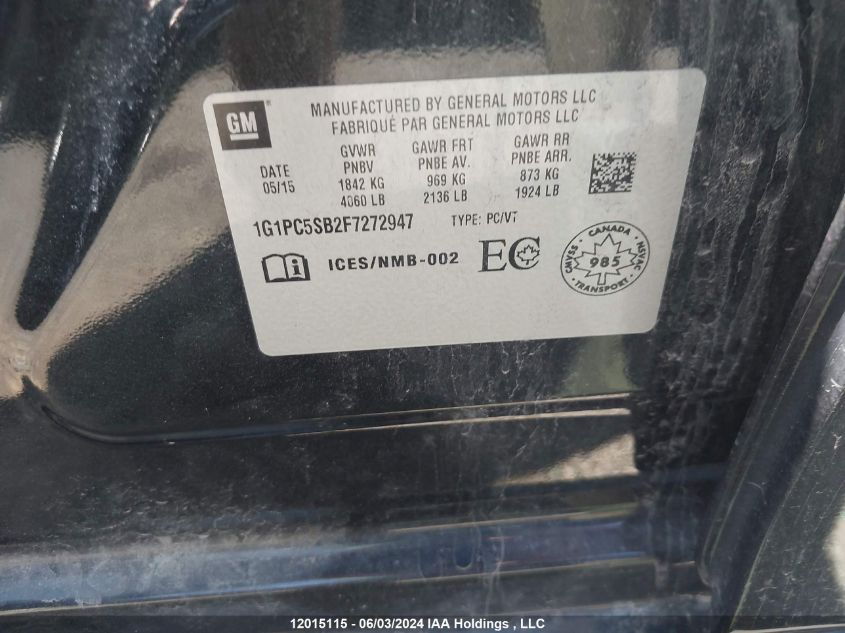 GM
MANUFACTURED BY GENERAL MOTORS LLC
FABRIQUÉ PAR GENERAL MOTORS LLC
DATE
05/15
GVWR
PNBV
1842 KG
4060 LB
GAWR FRT
PNBE AV.
969 KG
2136 LB
GAWR RR
PNBE ARR.
873 KG
1924 LB
1G1PC5SB2F7272947 TYPE: PC/VT
i ICES/NMB-002 EC
CANADA
CMVSS 985 NSVAC
TRANSPORT
12015115 - 06/03/2024 IAA Holdings , LLC